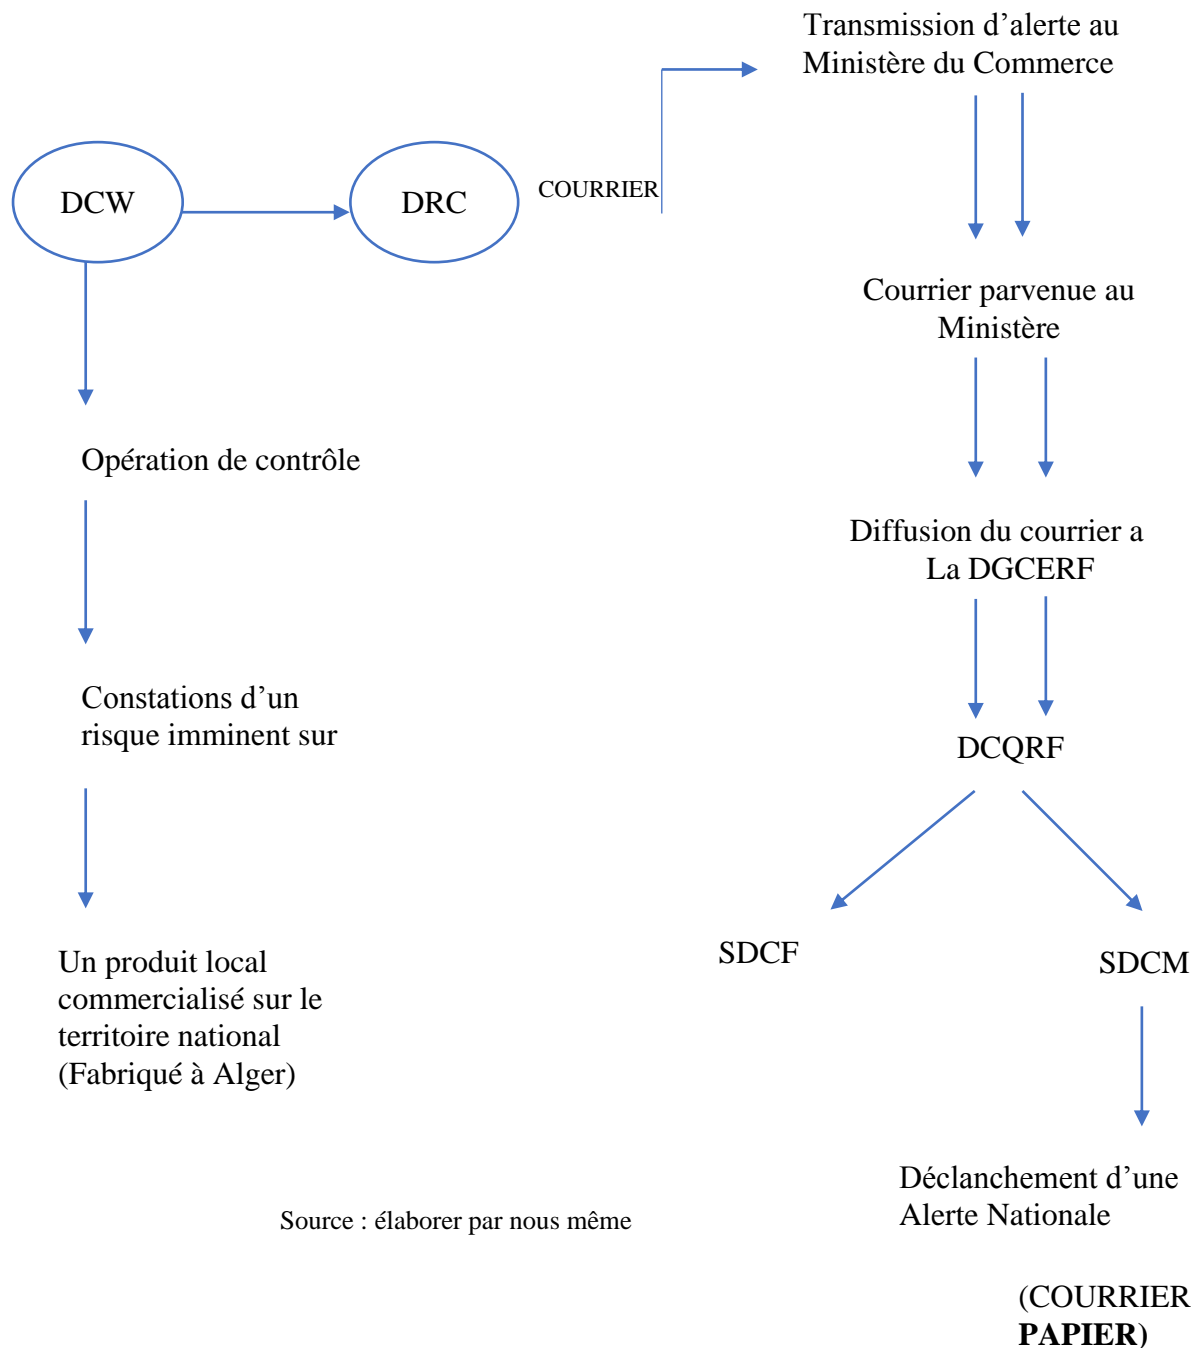 Transmission d’alerte au
Ministère du Commerce
DCW
DRC
COURRIER
Courrier parvenue au
Ministère
Opération de contrôle
Diffusion du courrier a
La DGCERF
Constations d’un
risque imminent sur
DCQRF
Un produit local
commercialisé sur le
territoire national
(Fabriqué à Alger)
SDCF
SDCM
Déclanchement d’une
Alerte Nationale
Source : élaborer par nous même
(COURRIER
PAPIER)